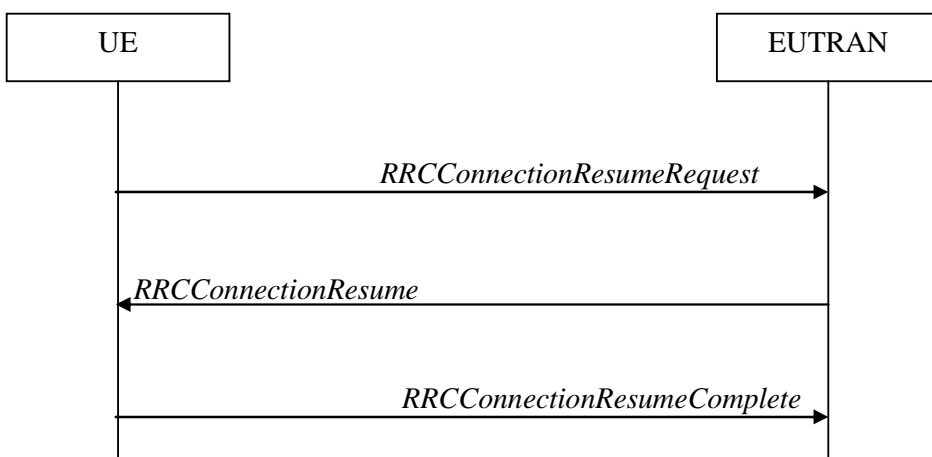 UE
EUTRAN
RRCConnectionResumeRequest
RRCConnectionResume
RRCConnectionResumeComplete